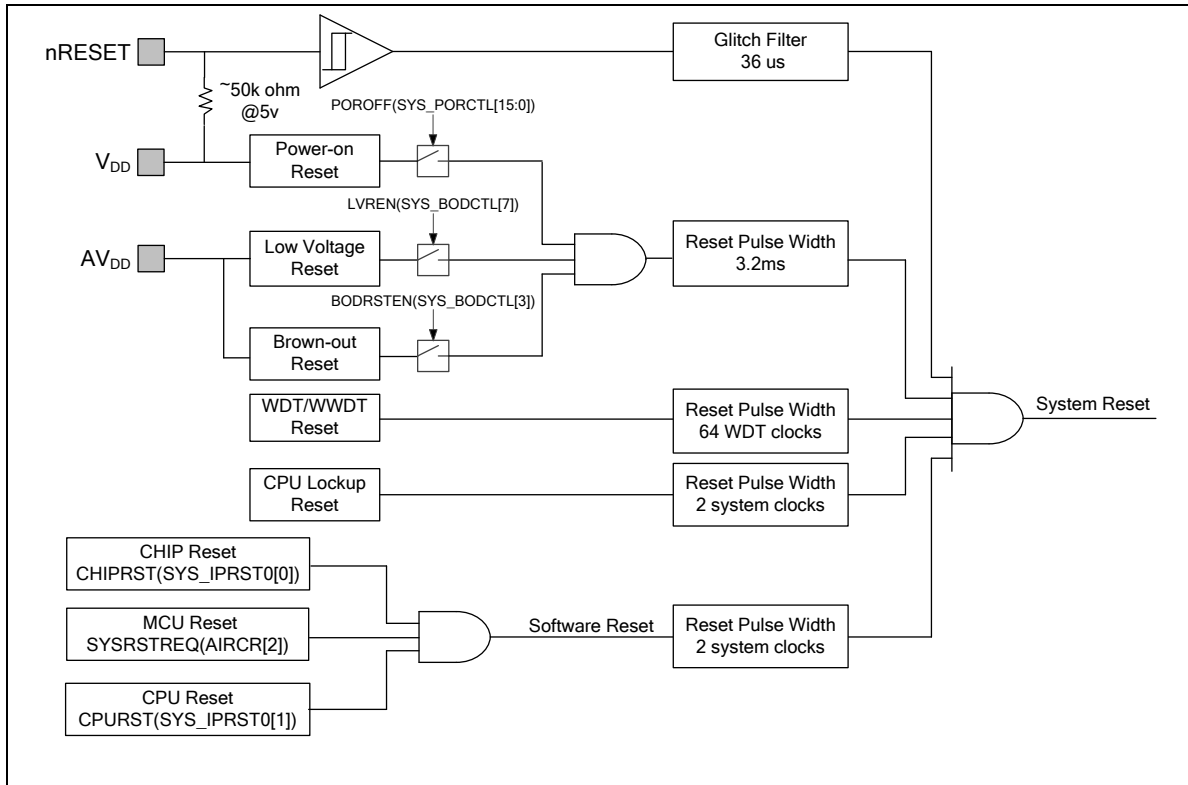 nRESET
Glitch Filter
36 us
~50k ohm
@5v
POROFF(SYS_PORCTL[15:0])
VDD
Power-on
Reset
LVREN(SYS_BODCTL[7])
AVDD
Low Voltage
Reset
Reset Pulse Width
3.2ms
BODRSTEN(SYS_BODCTL[3])
Brown-out
Reset
WDT/WWDT
Reset
Reset Pulse Width
64 WDT clocks
System Reset
CPU Lockup
Reset
Reset Pulse Width
2 system clocks
CHIP Reset
CHIPRST(SYS_IPRST0[0])
MCU Reset
SYSRSTREQ(AIRCR[2])
Software Reset
Reset Pulse Width
2 system clocks
CPU Reset
CPURST(SYS_IPRST0[1])